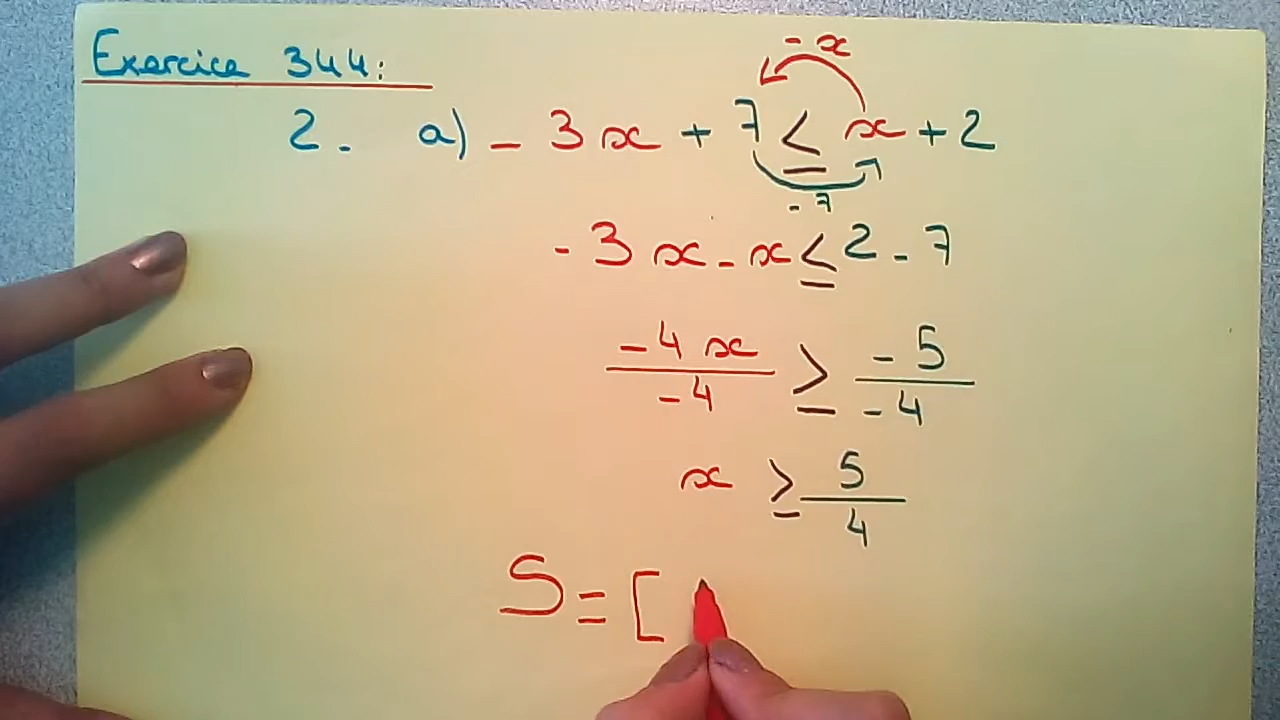 Exercice 344:
- x
2. a) - 3x + 7 ≤ x + 2
- 7
- 3x - x ≤ 2 - 7
-4x/-4 ≥ -5/-4
x ≥ 5/4
S = [